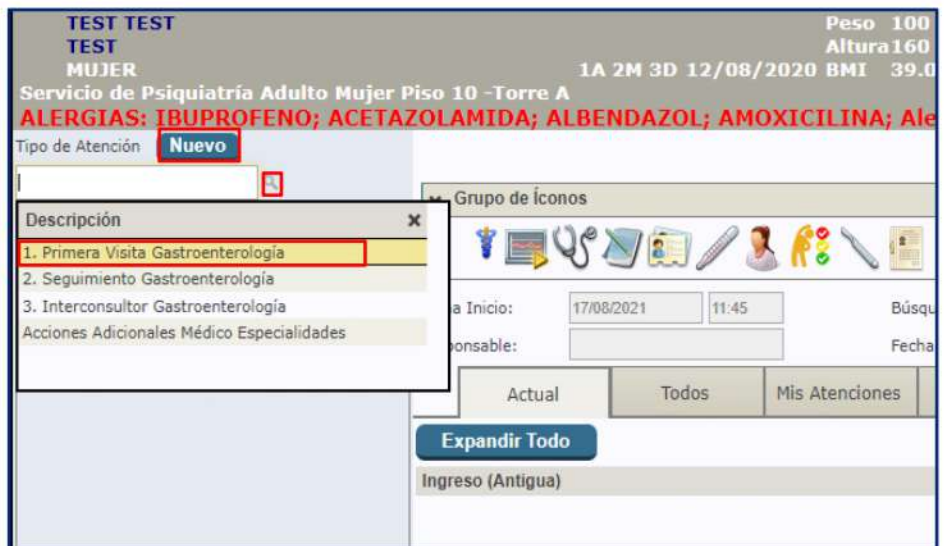 TEST TEST
Peso 100
TEST
Altura 160
MUJER
1A 2M 3D 12/08/2020 BMI 39.0
Servicio de Psiquiatría Adulto Mujer Piso 10 -Torre A
ALERGIAS: IBUPROFENO; ACETAZOLAMIDA; ALBENDAZOL; AMOXICILINA; Ale
Tipo de Atención Nuevo
Grupo de Íconos
Descripción
1. Primera Visita Gastroenterología
2. Seguimiento Gastroenterología
3. Interconsultor Gastroenterología
Acciones Adicionales Médico Especialidades
a Inicio: 17/08/2021 11:45 Búsqu
onsable: Fecha
Actual Todos Mis Atenciones
Expandir Todo
Ingreso (Antigua)